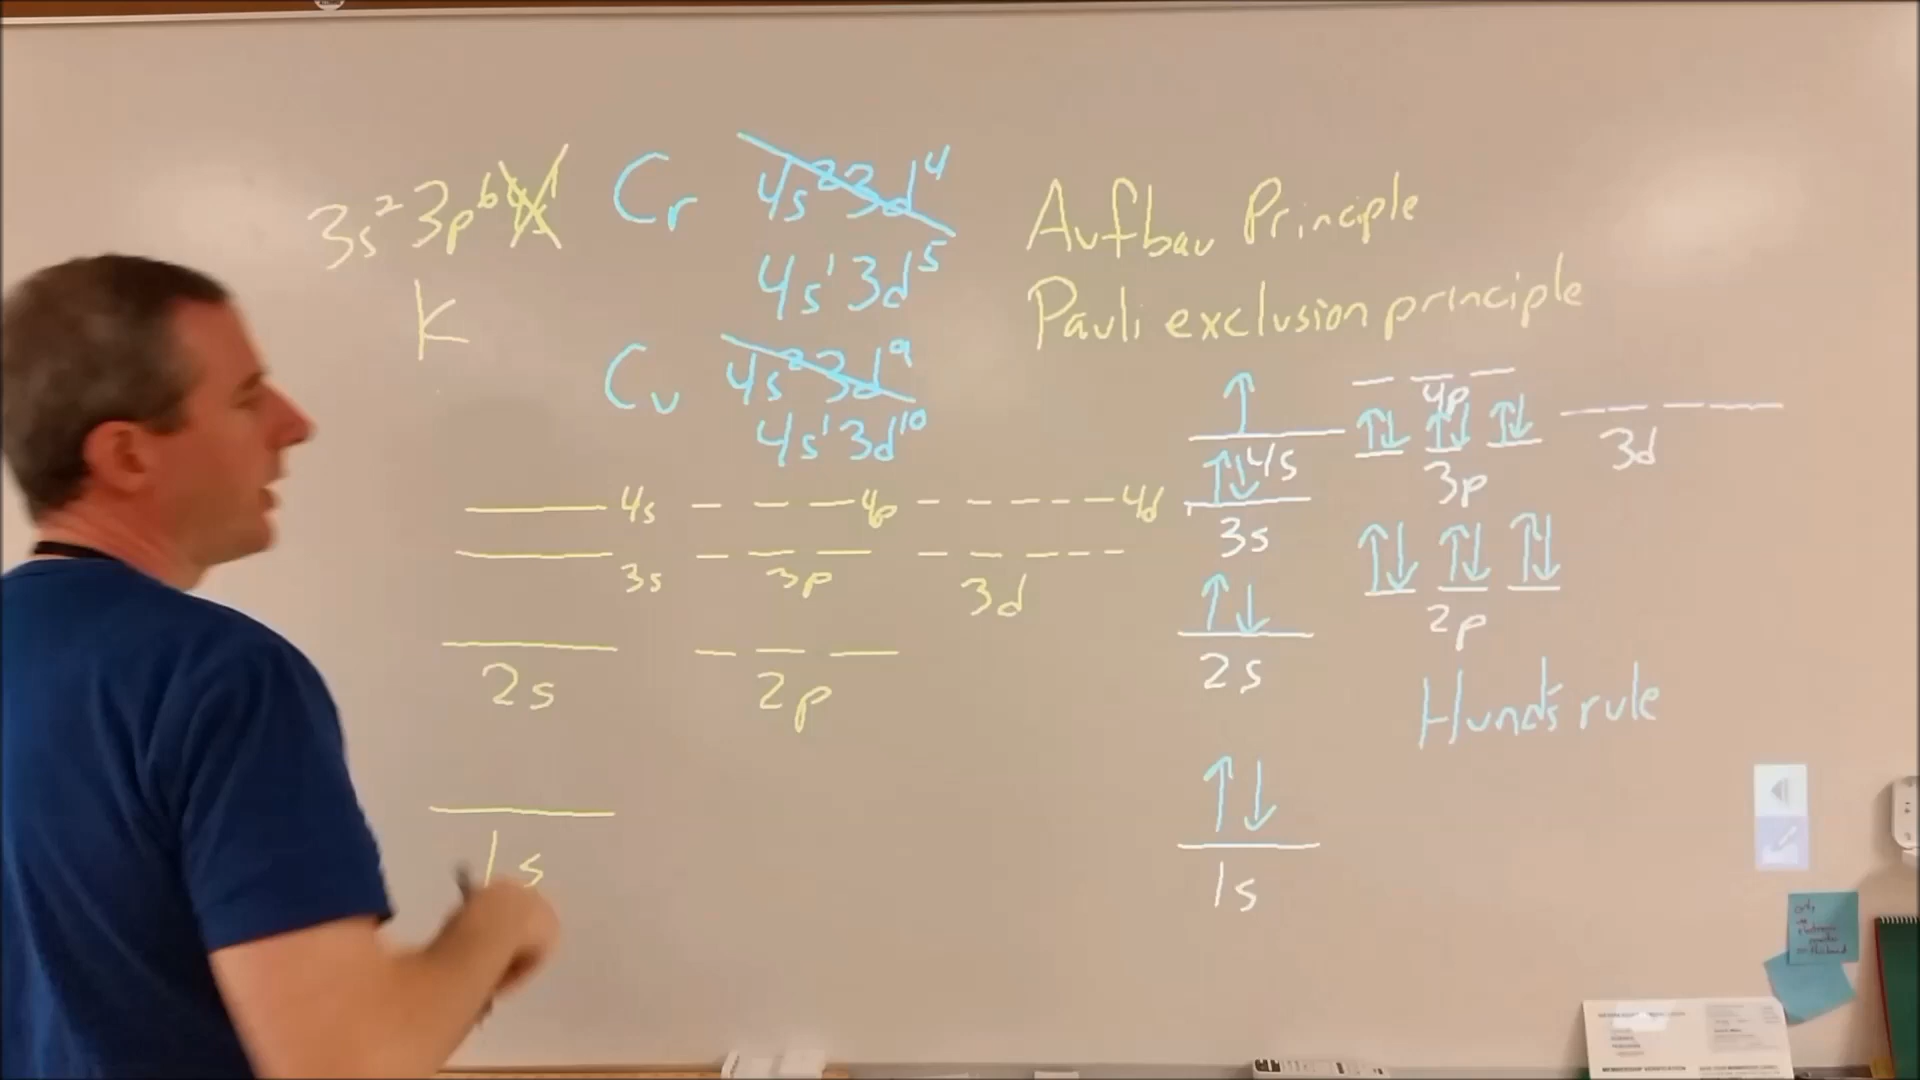 3s²3p⁶
K
Cr 4s²3d⁴
4s¹3d⁵
Cu 4s²3d⁹
4s¹3d¹⁰
Aufbau Principle
Pauli exclusion principle
4s 4p 4d
3s 3p 3d
2s 2p
1s
4p
4s 3p 3d
3s
2s 2p
Hund's rule
1s